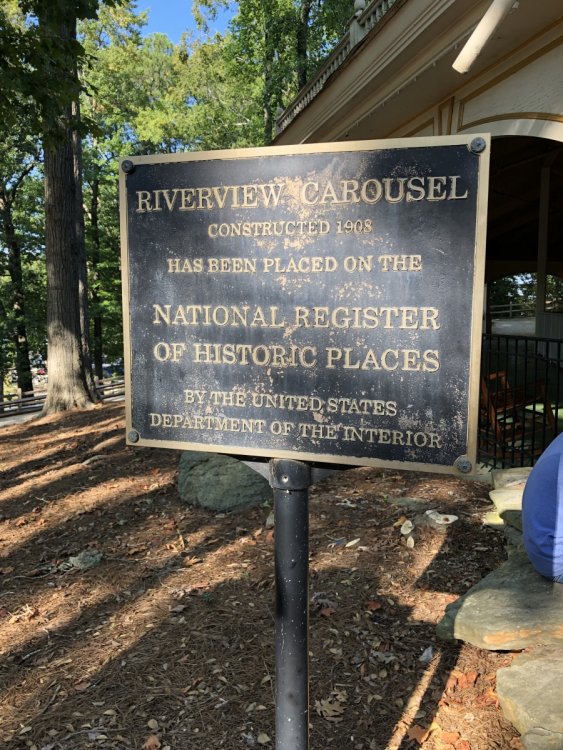 RIVERVIEW CAROUSEL
CONSTRUCTED 1908
HAS BEEN PLACED ON THE
NATIONAL REGISTER
OF HISTORIC PLACES
BY THE UNITED STATES
DEPARTMENT OF THE INTERIOR